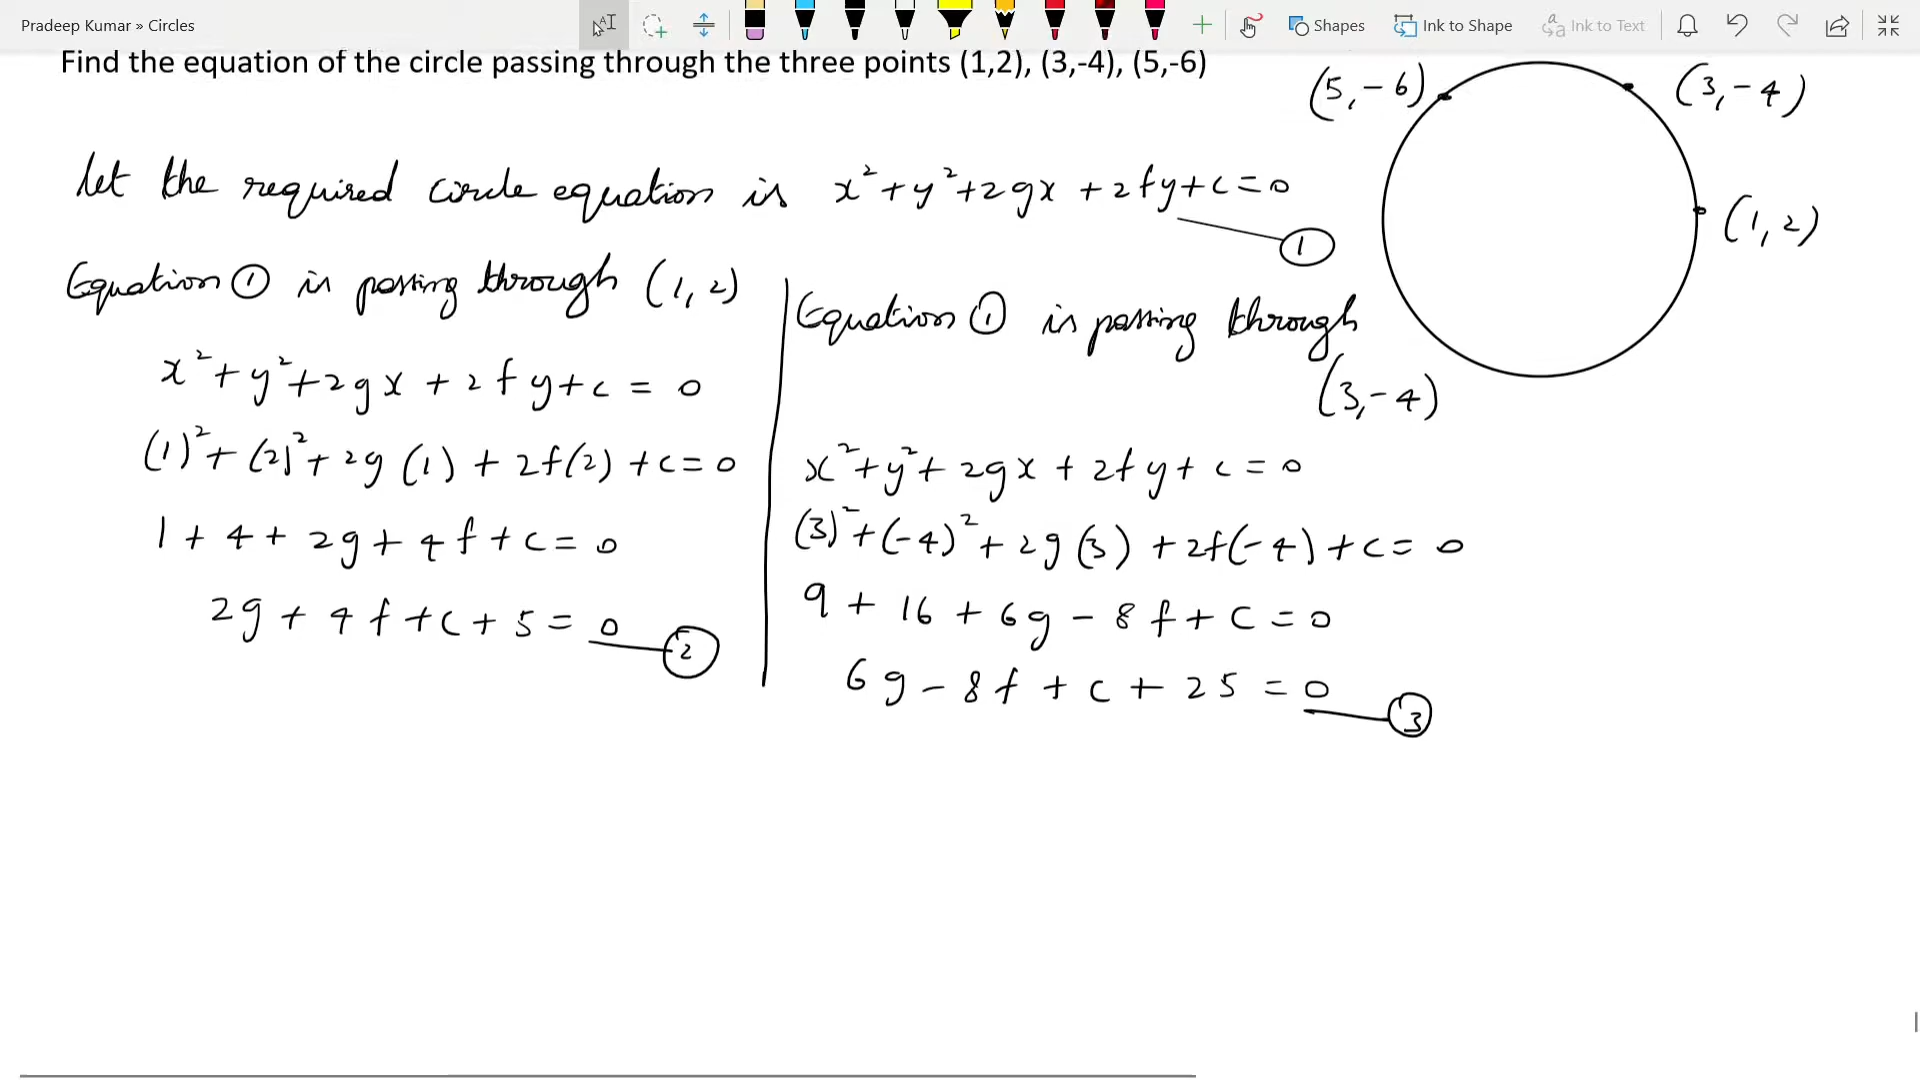 Pradeep Kumar » Circles
Shapes
Ink to Shape
Ink to Text
Find the equation of the circle passing through the three points (1,2), (3,-4), (5,-6)
(5,-6)
(3,-4)
(1,2)
let the required circle equation is x²+y²+2gx+2fy+c=0
①
Equation ① is passing through (1,2)
x²+y²+2gx+2fy+c=0
(1)²+(2)²+2g(1)+2f(2)+c=0
1+4+2g+4f+c=0
2g+4f+c+5=0 ②
Equation ① is passing through
(3,-4)
x²+y²+2gx+2fy+c=0
(3)²+(-4)²+2g(3)+2f(-4)+c=0
9+16+6g-8f+c=0
6g-8f+c+25=0 ③